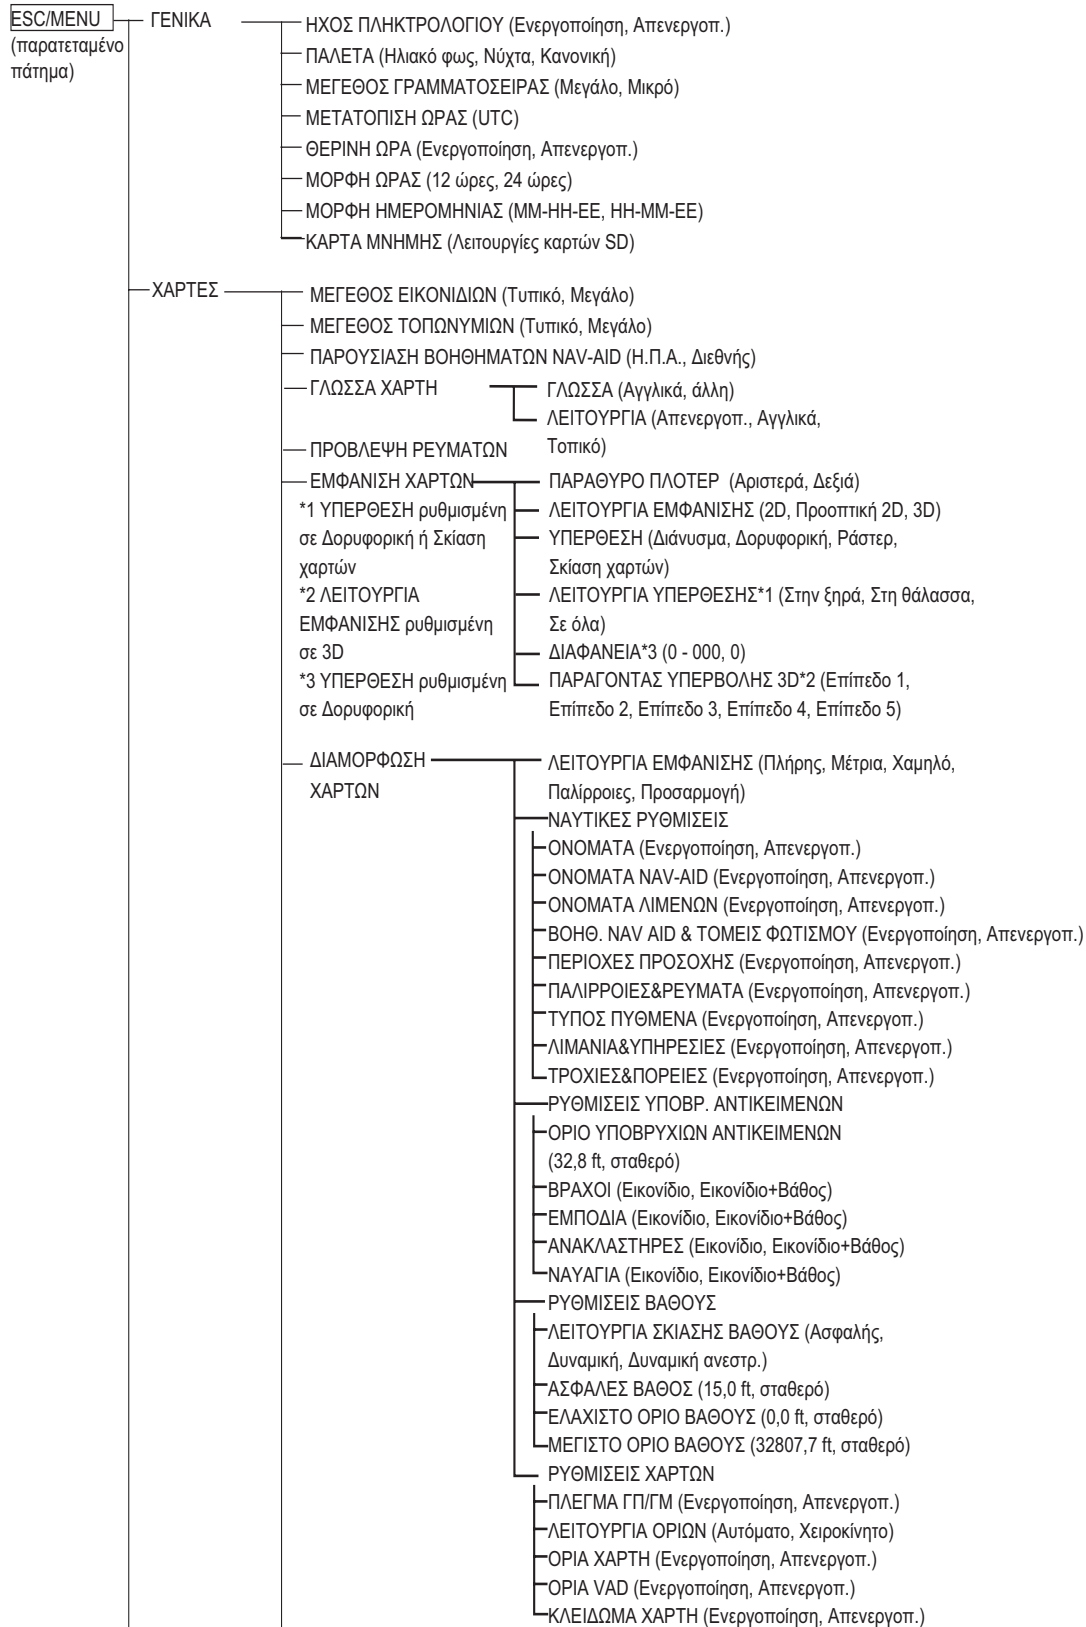 ESC/MENU
(παρατεταμένο
πάτημα)
ΓΕΝΙΚΑ
ΗΧΟΣ ΠΛΗΚΤΡΟΛΟΓΙΟΥ (Ενεργοποίηση, Απενεργοπ.)
ΠΑΛΕΤΑ (Ηλιακό φως, Νύχτα, Κανονική)
ΜΕΓΕΘΟΣ ΓΡΑΜΜΑΤΟΣΕΙΡΑΣ (Μεγάλο, Μικρό)
ΜΕΤΑΤΟΠΙΣΗ ΩΡΑΣ (UTC)
ΘΕΡΙΝΗ ΩΡΑ (Ενεργοποίηση, Απενεργοπ.)
ΜΟΡΦΗ ΩΡΑΣ (12 ώρες, 24 ώρες)
ΜΟΡΦΗ ΗΜΕΡΟΜΗΝΙΑΣ (ΜΜ-ΗΗ-ΕΕ, ΗΗ-ΜΜ-ΕΕ)
ΚΑΡΤΑ ΜΝΗΜΗΣ (Λειτουργίες καρτών SD)
ΧΑΡΤΕΣ
ΜΕΓΕΘΟΣ ΕΙΚΟΝΙΔΙΩΝ (Τυπικό, Μεγάλο)
ΜΕΓΕΘΟΣ ΤΟΠΩΝΥΜΙΩΝ (Τυπικό, Μεγάλο)
ΠΑΡΟΥΣΙΑΣΗ ΒΟΗΘΗΜΑΤΩΝ NAV-AID (Η.Π.Α., Διεθνής)
ΓΛΩΣΣΑ ΧΑΡΤΗ
ΓΛΩΣΣΑ (Αγγλικά, άλλη)
ΛΕΙΤΟΥΡΓΙΑ (Απενεργοπ., Αγγλικά,
Τοπικό)
ΠΡΟΒΛΕΨΗ ΡΕΥΜΑΤΩΝ
ΕΜΦΑΝΙΣΗ ΧΑΡΤΩΝ
*1 ΥΠΕΡΘΕΣΗ ρυθμισμένη
σε Δορυφορική ή Σκίαση
χαρτών
*2 ΛΕΙΤΟΥΡΓΙΑ
ΕΜΦΑΝΙΣΗΣ ρυθμισμένη
σε 3D
*3 ΥΠΕΡΘΕΣΗ ρυθμισμένη
σε Δορυφορική
ΠΑΡΑΘΥΡΟ ΠΛΟΤΕΡ (Αριστερά, Δεξιά)
ΛΕΙΤΟΥΡΓΙΑ ΕΜΦΑΝΙΣΗΣ (2D, Προοπτική 2D, 3D)
ΥΠΕΡΘΕΣΗ (Διάνυσμα, Δορυφορική, Ράστερ,
Σκίαση χαρτών)
ΛΕΙΤΟΥΡΓΙΑ ΥΠΕΡΘΕΣΗΣ*1 (Στην ξηρά, Στη θάλασσα,
Σε όλα)
ΔΙΑΦΑΝΕΙΑ*3 (0 - 000, 0)
ΠΑΡΑΓΟΝΤΑΣ ΥΠΕΡΒΟΛΗΣ 3D*2 (Επίπεδο 1,
Επίπεδο 2, Επίπεδο 3, Επίπεδο 4, Επίπεδο 5)
ΔΙΑΜΟΡΦΩΣΗ
ΧΑΡΤΩΝ
ΛΕΙΤΟΥΡΓΙΑ ΕΜΦΑΝΙΣΗΣ (Πλήρης, Μέτρια, Χαμηλό,
Παλίρροιες, Προσαρμογή)
ΝΑΥΤΙΚΕΣ ΡΥΘΜΙΣΕΙΣ
ΟΝΟΜΑΤΑ (Ενεργοποίηση, Απενεργοπ.)
ΟΝΟΜΑΤΑ NAV-AID (Ενεργοποίηση, Απενεργοπ.)
ΟΝΟΜΑΤΑ ΛΙΜΕΝΩΝ (Ενεργοποίηση, Απενεργοπ.)
ΒΟΗΘ. NAV AID & ΤΟΜΕΙΣ ΦΩΤΙΣΜΟΥ (Ενεργοποίηση, Απενεργοπ.)
ΠΕΡΙΟΧΕΣ ΠΡΟΣΟΧΗΣ (Ενεργοποίηση, Απενεργοπ.)
ΠΑΛΙΡΡΟΙΕΣ&ΡΕΥΜΑΤΑ (Ενεργοποίηση, Απενεργοπ.)
ΤΥΠΟΣ ΠΥΘΜΕΝΑ (Ενεργοποίηση, Απενεργοπ.)
ΛΙΜΑΝΙΑ&ΥΠΗΡΕΣΙΕΣ (Ενεργοποίηση, Απενεργοπ.)
ΤΡΟΧΙΕΣ&ΠΟΡΕΙΕΣ (Ενεργοποίηση, Απενεργοπ.)
ΡΥΘΜΙΣΕΙΣ ΥΠΟΒΡ. ΑΝΤΙΚΕΙΜΕΝΩΝ
ΟΡΙΟ ΥΠΟΒΡΥΧΙΩΝ ΑΝΤΙΚΕΙΜΕΝΩΝ
(32,8 ft, σταθερό)
ΒΡΑΧΟΙ (Εικονίδιο, Εικονίδιο+Βάθος)
ΕΜΠΟΔΙΑ (Εικονίδιο, Εικονίδιο+Βάθος)
ΑΝΑΚΛΑΣΤΗΡΕΣ (Εικονίδιο, Εικονίδιο+Βάθος)
ΝΑΥΑΓΙΑ (Εικονίδιο, Εικονίδιο+Βάθος)
ΡΥΘΜΙΣΕΙΣ ΒΑΘΟΥΣ
ΛΕΙΤΟΥΡΓΙΑ ΣΚΙΑΣΗΣ ΒΑΘΟΥΣ (Ασφαλής,
Δυναμική, Δυναμική ανεστρ.)
ΑΣΦΑΛΕΣ ΒΑΘΟΣ (15,0 ft, σταθερό)
ΕΛΑΧΙΣΤΟ ΟΡΙΟ ΒΑΘΟΥΣ (0,0 ft, σταθερό)
ΜΕΓΙΣΤΟ ΟΡΙΟ ΒΑΘΟΥΣ (32807,7 ft, σταθερό)
ΡΥΘΜΙΣΕΙΣ ΧΑΡΤΩΝ
ΠΛΕΓΜΑ ΓΠ/ΓΜ (Ενεργοποίηση, Απενεργοπ.)
ΛΕΙΤΟΥΡΓΙΑ ΟΡΙΩΝ (Αυτόματο, Χειροκίνητο)
ΟΡΙΑ ΧΑΡΤΗ (Ενεργοποίηση, Απενεργοπ.)
ΟΡΙΑ VAD (Ενεργοποίηση, Απενεργοπ.)
ΚΛΕΙΔΩΜΑ ΧΑΡΤΗ (Ενεργοποίηση, Απενεργοπ.)